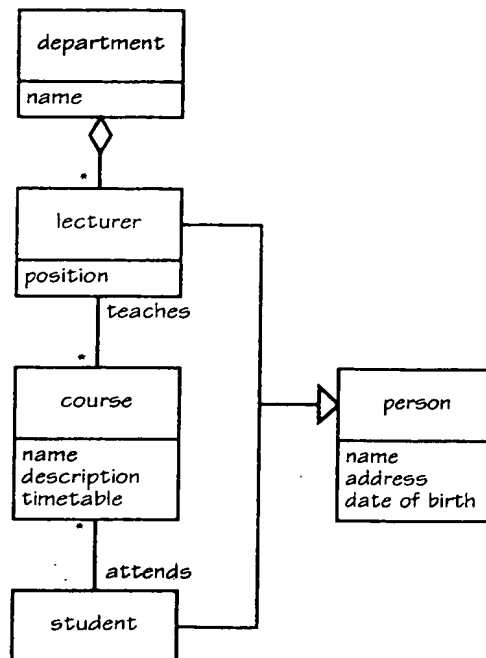 department
name
*
lecturer
position
teaches
*
course
name
description
timetable
*
attends
student
person
name
address
date of birth